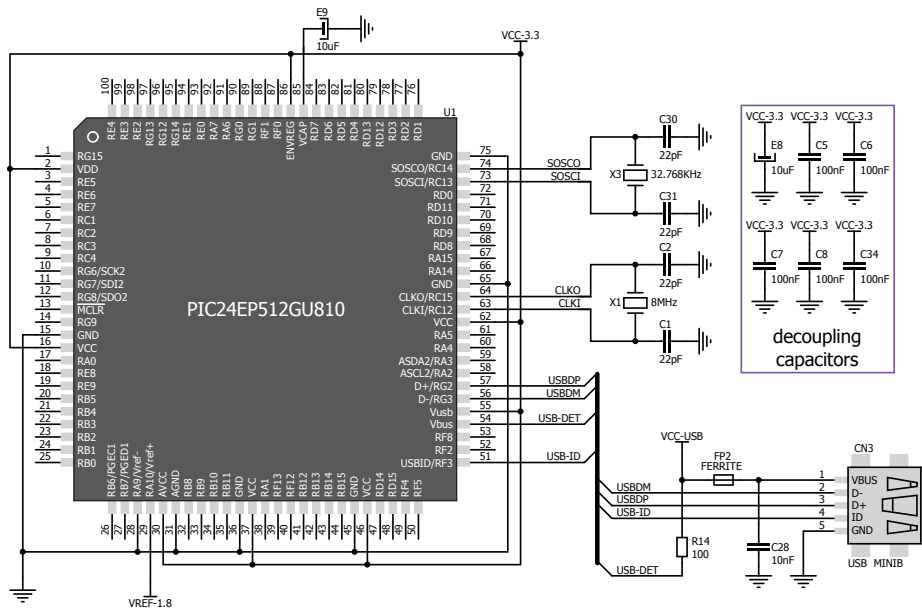 E9
10uF
VCC-3.3
100 99 98 97 96 95 94 93 92 91 90 89 88 87 86 85 84 83 82 81 80 79 78 77 76
RE4 RE3 RE2 RG13 RG12 RG14 RE1 RE0 RA7 RA6 RG0 RG1 RF1 RF0 ENVREG VCAP RD7 RD6 RD5 RD4 RD13 RD12 RD3 RD2 RD1
U1
1 RG15
2 VDD
3 RE5
4 RE6
5 RE7
6 RC1
7 RC2
8 RC3
9 RC4
10 RG6/SCK2
11 RG7/SDI2
12 RG8/SDO2
13 MCLR
14 RG9
15 GND
16 VCC
17 RA0
18 RE8
19 RE9
20 RB5
21 RB4
22 RB3
23 RB2
24 RB1
25 RB0
PIC24EP512GU810
GND 75
SOSCO/RC14 74
SOSCI/RC13 73
RD0 72
RD11 71
RD10 70
RD9 69
RD8 68
RA15 67
RA14 66
GND 65
CLKO/RC15 64
CLKI/RC12 63
VCC 62
RA5 61
RA4 60
ASDA2/RA3 59
ASCL2/RA2 58
D+/RG2 57
D-/RG3 56
Vusb 55
Vbus 54
RF8 53
RF2 52
USBID/RF3 51
RB6/PGEC1 RB7/PGED1 RA9/Vref- RA10/Vref+ AVCC AGND RB8 RB9 RB10 RB11 GND VCC RA1 RF13 RF12 RB12 RB13 RB14 RB15 GND VCC RD14 RD15 RF4 RF5
26 27 28 29 30 31 32 33 34 35 36 37 38 39 40 41 42 43 44 45 46 47 48 49 50
VREF-1.8
SOSCO
SOSCI
C30
22pF
X3 32.768KHz
C31
22pF
CLKO
CLKI
C2
22pF
X1 8MHz
C1
22pF
USBDP
USBDM
USB-DET
USB-ID
VCC-3.3 VCC-3.3 VCC-3.3
E8 C5 C6
10uF 100nF 100nF
VCC-3.3 VCC-3.3 VCC-3.3
C7 C8 C34
100nF 100nF 100nF
decoupling
capacitors
VCC-USB
FP2
FERRITE
USBDM
USBDP
USB-ID
USB-DET
R14
100
C28
10nF
CN3
1 VBUS
2 D-
3 D+
4 ID
5 GND
USB MINIB